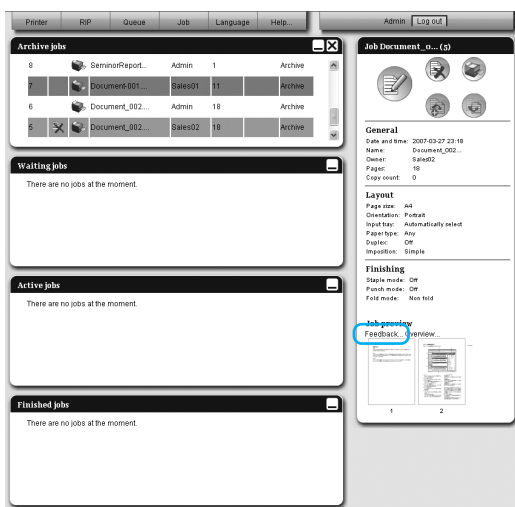 Printer RIP Queue Job Language Help...
Admin Log out
Archive jobs
8 SeminorReport... Admin 1 Archive
7 Document-001... Sales01 11 Archive
6 Document_002.... Admin 18 Archive
5 Document_002.... Sales02 18 Archive
Waiting jobs
There are no jobs at the moment.
Active jobs
There are no jobs at the moment.
Finished jobs
There are no jobs at the moment.
Job Document_o... (5)
General
Date and time: 2007-03-27 23:18
Name: Document_002...
Owner: Sales02
Pages: 18
Copy count: 0
Layout
Page size: A4
Orientation: Portrait
Input tray: Automatically select
Paper type: Any
Duplex: Off
Imposition: Simple
Finishing
Staple mode: Off
Punch mode: Off
Fold mode: Non fold
Job preview
Feedback... Overview...
1 2